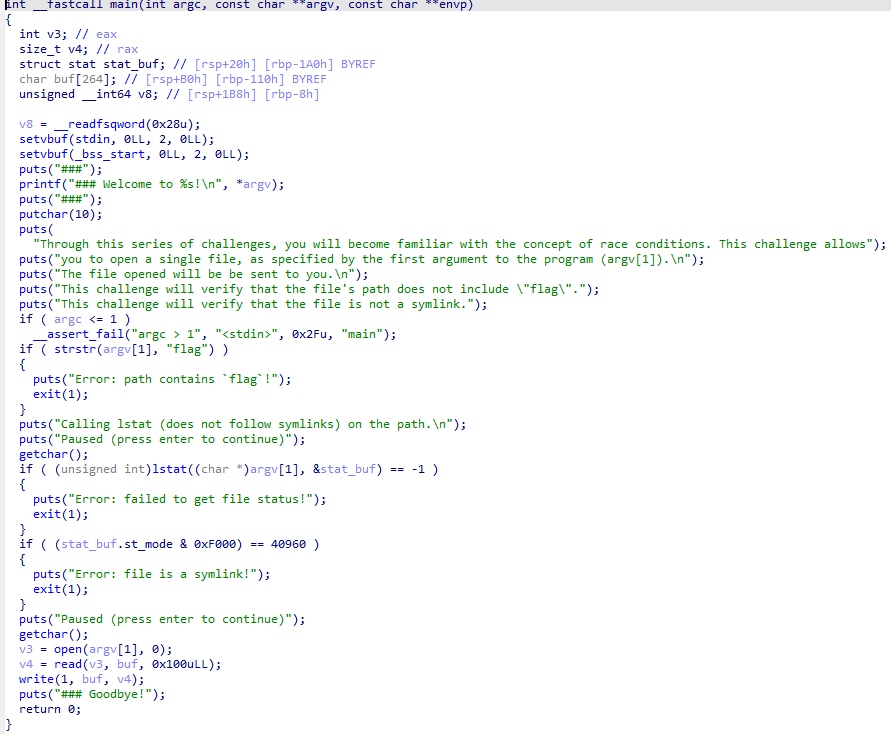 int __fastcall main(int argc, const char **argv, const char **envp)
{
  int v3; // eax
  size_t v4; // rax
  struct stat stat_buf; // [rsp+20h] [rbp-1A0h] BYREF
  char buf[264]; // [rsp+B0h] [rbp-110h] BYREF
  unsigned __int64 v8; // [rsp+1B8h] [rbp-8h]

  v8 = __readfsqword(0x28u);
  setvbuf(stdin, 0LL, 2, 0LL);
  setvbuf(_bss_start, 0LL, 2, 0LL);
  puts("###");
  printf("### Welcome to %s!\n", *argv);
  puts("###");
  putchar(10);
  puts(
    "Through this series of challenges, you will become familiar with the concept of race conditions. This challenge allows");
  puts("you to open a single file, as specified by the first argument to the program (argv[1]).\n");
  puts("The file opened will be be sent to you.\n");
  puts("This challenge will verify that the file's path does not include \"flag\".");
  puts("This challenge will verify that the file is not a symlink.");
  if ( argc <= 1 )
    __assert_fail("argc > 1", "<stdin>", 0x2Fu, "main");
  if ( strstr(argv[1], "flag") )
  {
    puts("Error: path contains `flag`!");
    exit(1);
  }
  puts("Calling lstat (does not follow symlinks) on the path.\n");
  puts("Paused (press enter to continue)");
  getchar();
  if ( (unsigned int)lstat((char *)argv[1], &stat_buf) == -1 )
  {
    puts("Error: failed to get file status!");
    exit(1);
  }
  if ( (stat_buf.st_mode & 0xF000) == 40960 )
  {
    puts("Error: file is a symlink!");
    exit(1);
  }
  puts("Paused (press enter to continue)");
  getchar();
  v3 = open(argv[1], 0);
  v4 = read(v3, buf, 0x100uLL);
  write(1, buf, v4);
  puts("### Goodbye!");
  return 0;
}